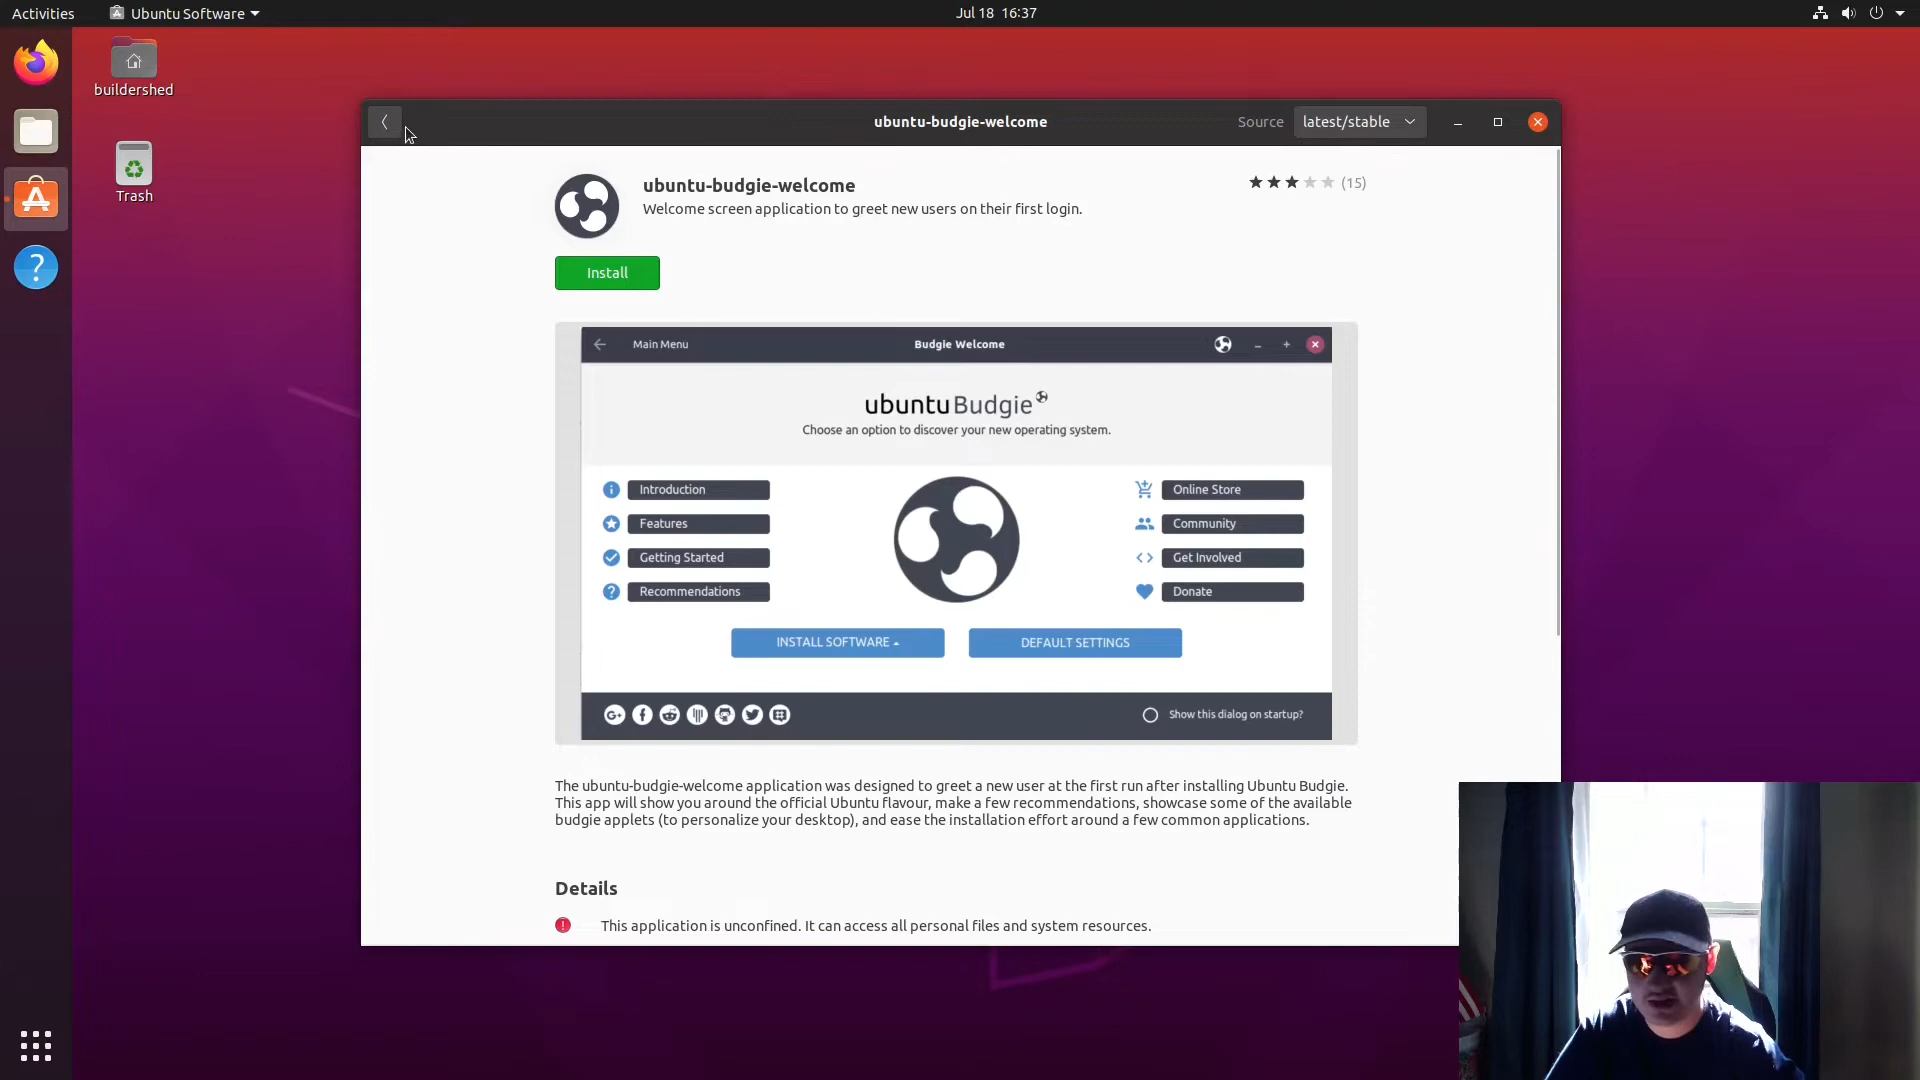 Activities
Ubuntu Software
Jul 18 16:37
buildershed
Trash
ubuntu-budgie-welcome
Source
latest/stable
ubuntu-budgie-welcome
Welcome screen application to greet new users on their first login.
(15)
Install
Main Menu
Budgie Welcome
ubuntu Budgie
Choose an option to discover your new operating system.
Introduction
Features
Getting Started
Recommendations
Online Store
Community
Get Involved
Donate
INSTALL SOFTWARE
DEFAULT SETTINGS
G+
Show this dialog on startup?
The ubuntu-budgie-welcome application was designed to greet a new user at the first run after installing Ubuntu Budgie.
This app will show you around the official Ubuntu flavour, make a few recommendations, showcase some of the available
budgie applets (to personalize your desktop), and ease the installation effort around a few common applications.
Details
This application is unconfined. It can access all personal files and system resources.